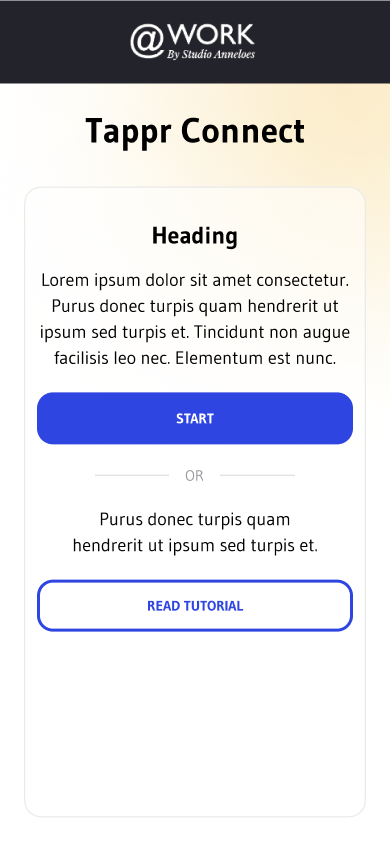 @WORK
By Studio Anneloes
Tappr Connect
Heading
Lorem ipsum dolor sit amet consectetur.
Purus donec turpis quam hendrerit ut
ipsum sed turpis et. Tincidunt non augue
facilisis leo nec. Elementum est nunc.
START
OR
Purus donec turpis quam
hendrerit ut ipsum sed turpis et.
READ TUTORIAL